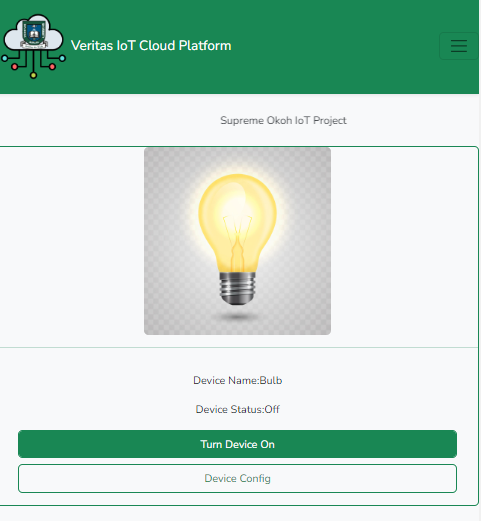 Veritas IoT Cloud Platform
Supreme Okoh IoT Project
Device Name:Bulb
Device Status:Off
Turn Device On
Device Config